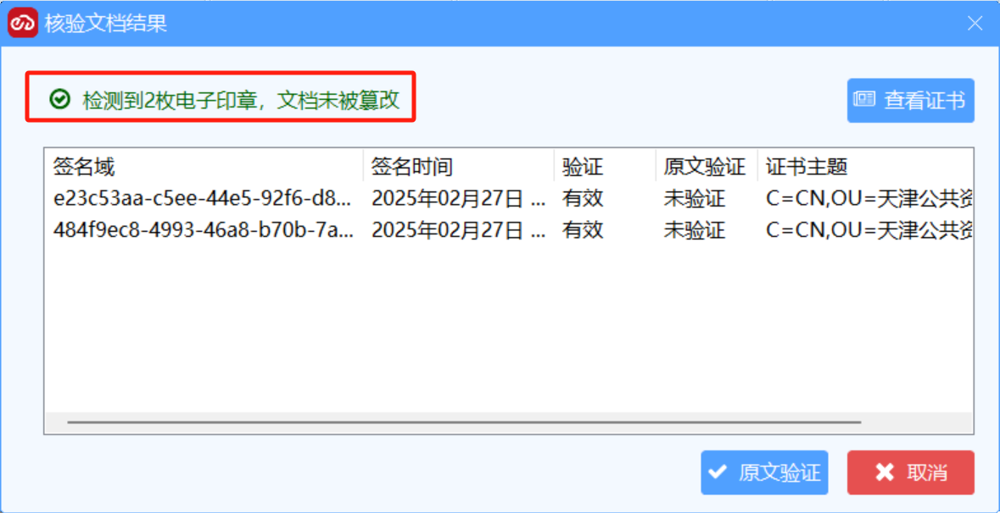 核验文档结果
检测到2枚电子印章，文档未被篡改
查看证书
签名域 签名时间 验证 原文验证 证书主题
e23c53aa-c5ee-44e5-92f6-d8... 2025年02月27日 ... 有效 未验证 C=CN,OU=天津公共资
484f9ec8-4993-46a8-b70b-7a... 2025年02月27日 ... 有效 未验证 C=CN,OU=天津公共资
原文验证 取消